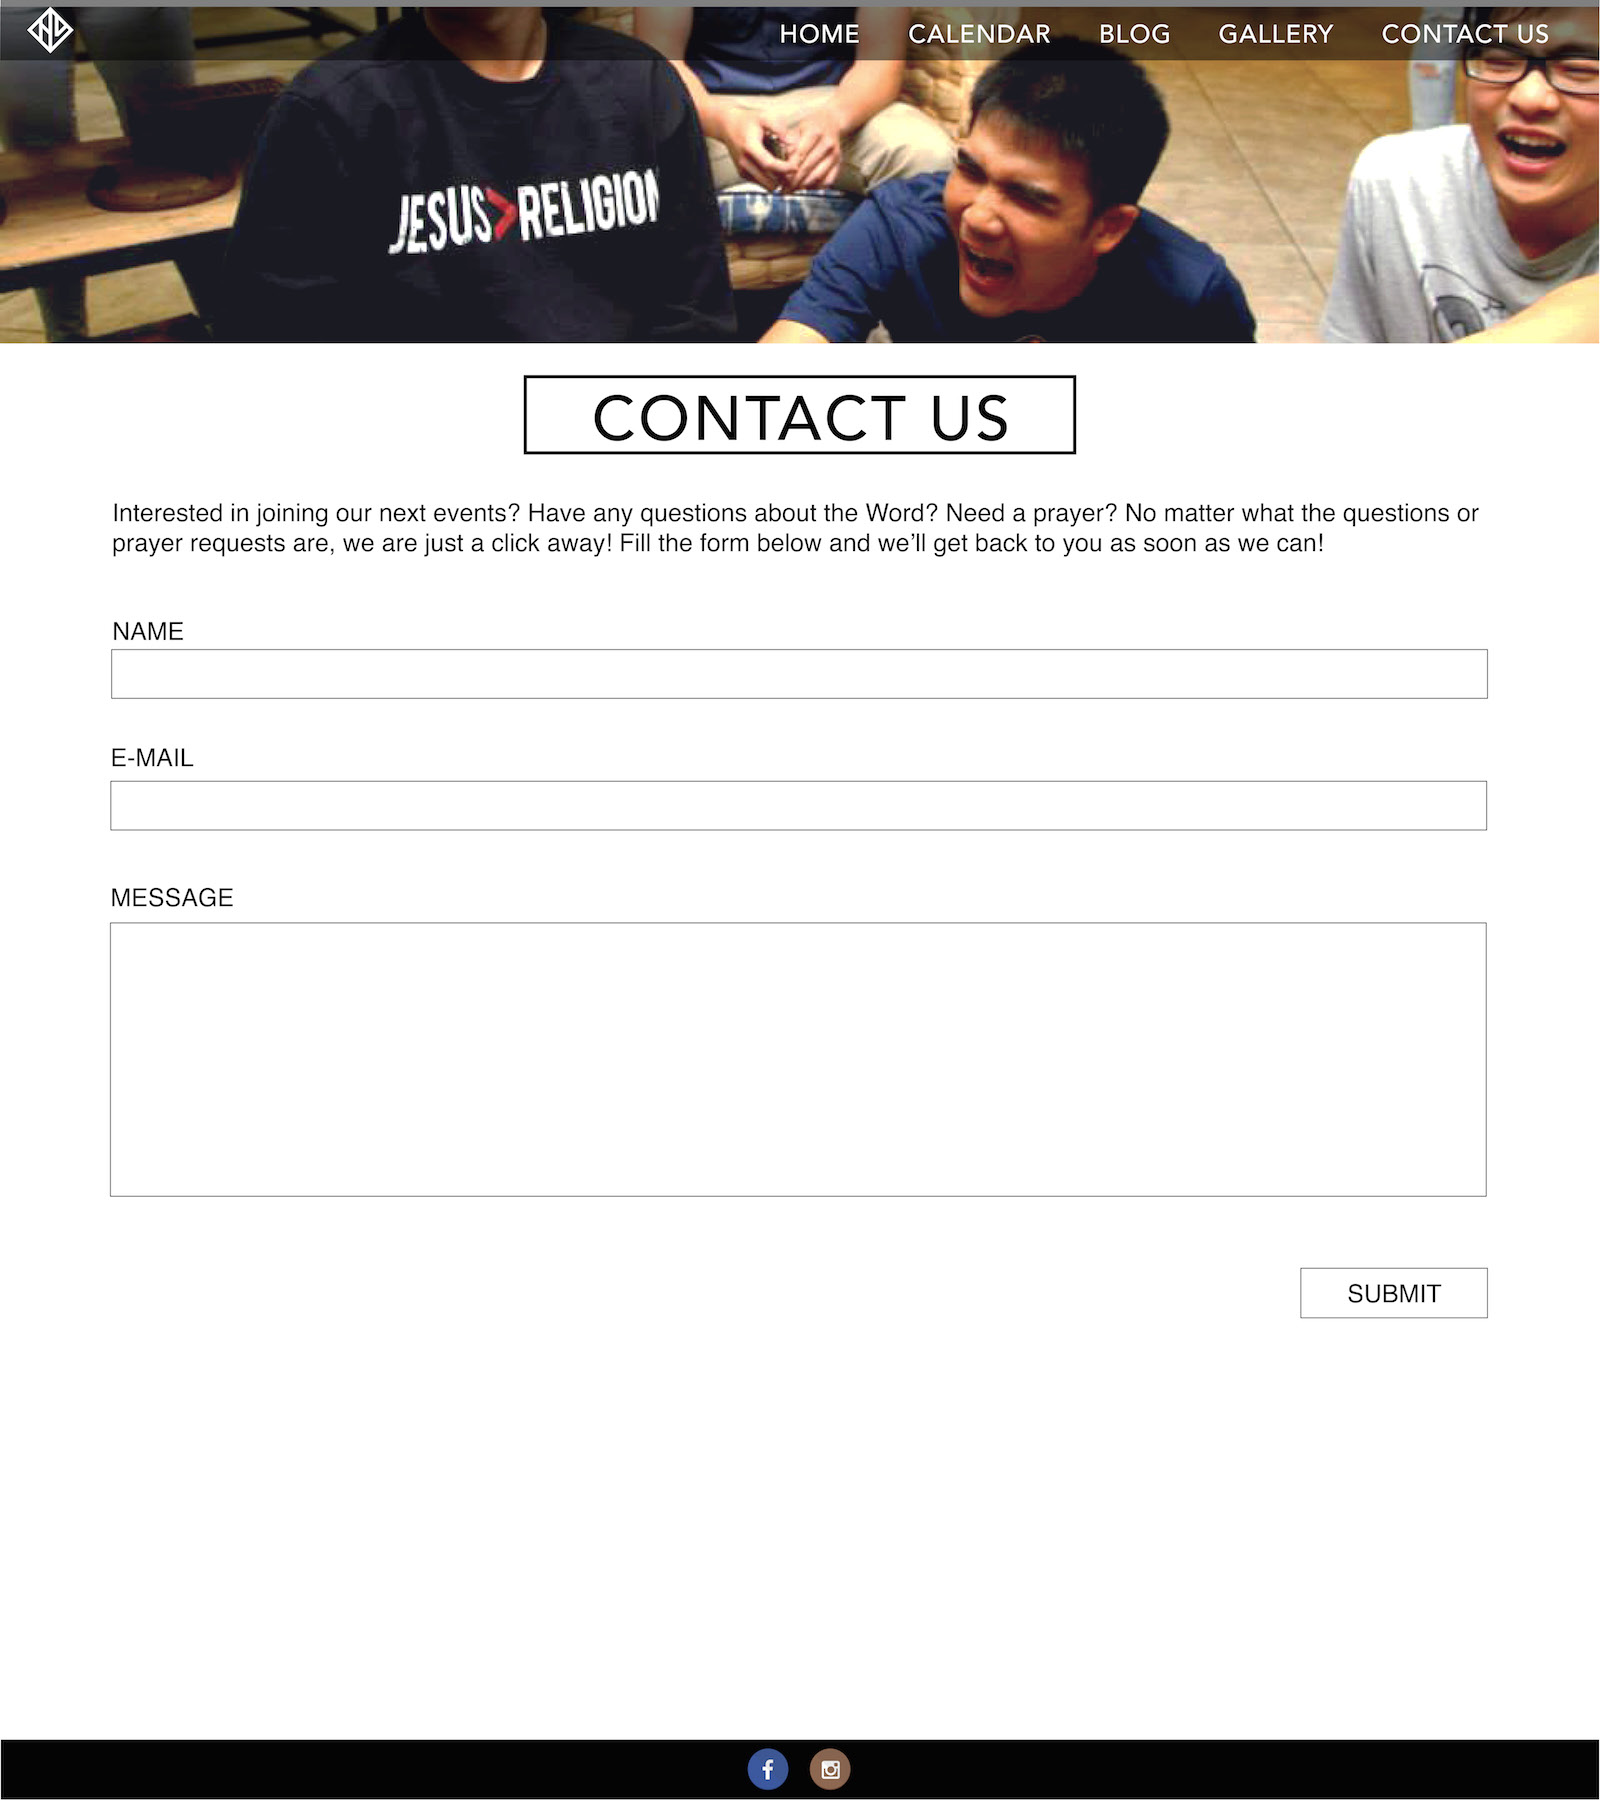 HOME CALENDAR BLOG GALLERY CONTACT US
JESUS>RELIGION
CONTACT US
Interested in joining our next events? Have any questions about the Word? Need a prayer? No matter what the questions or
prayer requests are, we are just a click away! Fill the form below and we’ll get back to you as soon as we can!
NAME
E-MAIL
MESSAGE
SUBMIT